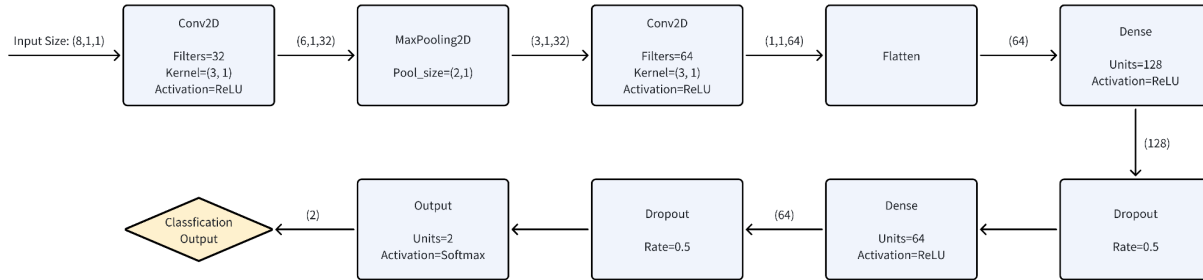 Input Size: (8,1,1)
Conv2D
Filters=32
Kernel=(3, 1)
Activation=ReLU
(6,1,32)
MaxPooling2D
Pool_size=(2,1)
(3,1,32)
Conv2D
Filters=64
Kernel=(3, 1)
Activation=ReLU
(1,1,64)
Flatten
(64)
Dense
Units=128
Activation=ReLU
(128)
Dropout
Rate=0.5
Dense
Units=64
Activation=ReLU
(64)
Dropout
Rate=0.5
Output
Units=2
Activation=Softmax
(2)
Classfication
Output